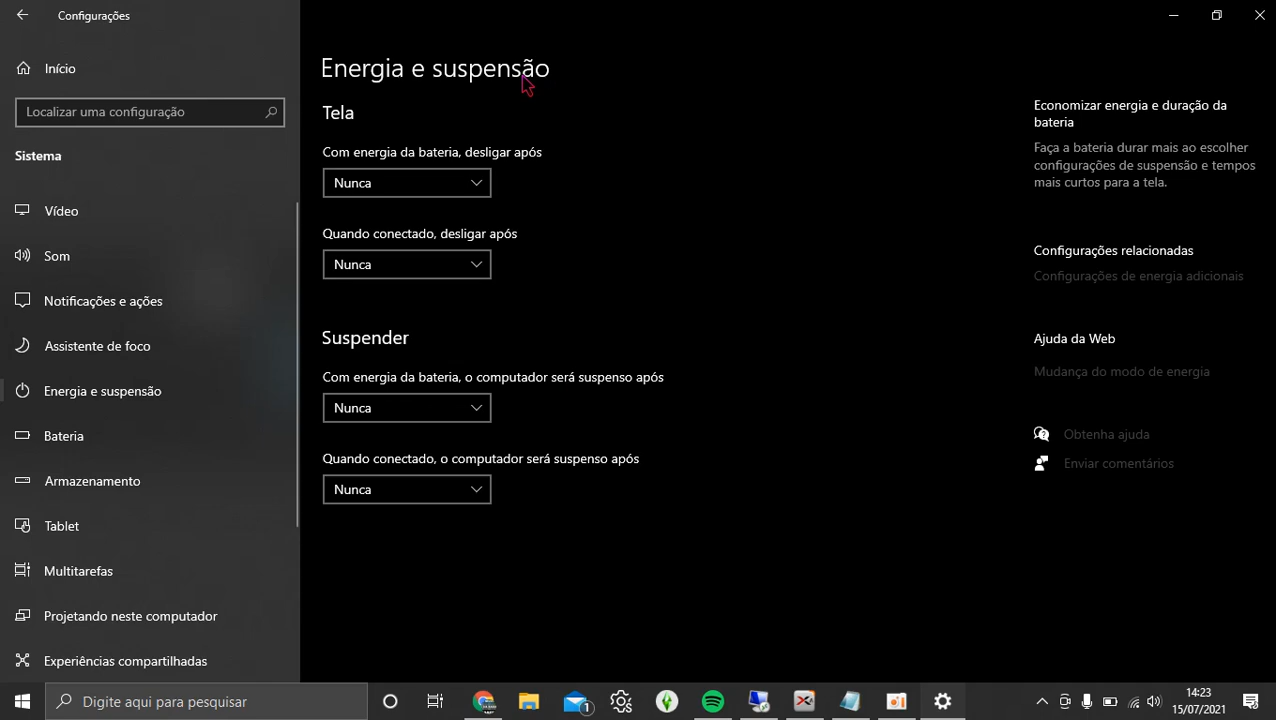 Configurações
Início
Localizar uma configuração
Sistema
Vídeo
Som
Notificações e ações
Assistente de foco
Energia e suspensão
Bateria
Armazenamento
Tablet
Multitarefas
Projetando neste computador
Experiências compartilhadas
Energia e suspensão
Tela
Com energia da bateria, desligar após
Nunca
Quando conectado, desligar após
Nunca
Suspender
Com energia da bateria, o computador será suspenso após
Nunca
Quando conectado, o computador será suspenso após
Nunca
Economizar energia e duração da
bateria
Faça a bateria durar mais ao escolher
configurações de suspensão e tempos
mais curtos para a tela.
Configurações relacionadas
Configurações de energia adicionais
Ajuda da Web
Mudança do modo de energia
Obtenha ajuda
Enviar comentários
Digite aqui para pesquisar
1
14:23
15/07/2021